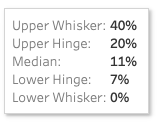 Upper Whisker: 40%
Upper Hinge: 20%
Median: 11%
Lower Hinge: 7%
Lower Whisker: 0%